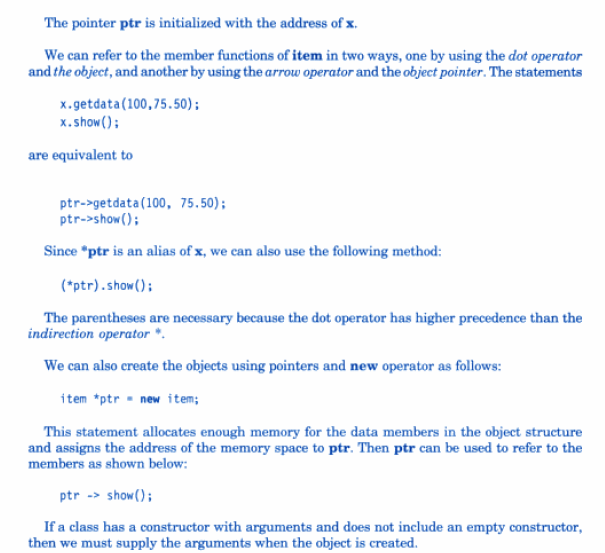 The pointer ptr is initialized with the address of x.
We can refer to the member functions of item in two ways, one by using the dot operator
and the object, and another by using the arrow operator and the object pointer. The statements
x.getdata(100,75.50);
x.show();
are equivalent to
ptr->getdata(100, 75.50);
ptr->show();
Since *ptr is an alias of x, we can also use the following method:
(*ptr).show();
The parentheses are necessary because the dot operator has higher precedence than the
indirection operator *.
We can also create the objects using pointers and new operator as follows:
item *ptr = new item;
This statement allocates enough memory for the data members in the object structure
and assigns the address of the memory space to ptr. Then ptr can be used to refer to the
members as shown below:
ptr -> show();
If a class has a constructor with arguments and does not include an empty constructor,
then we must supply the arguments when the object is created.